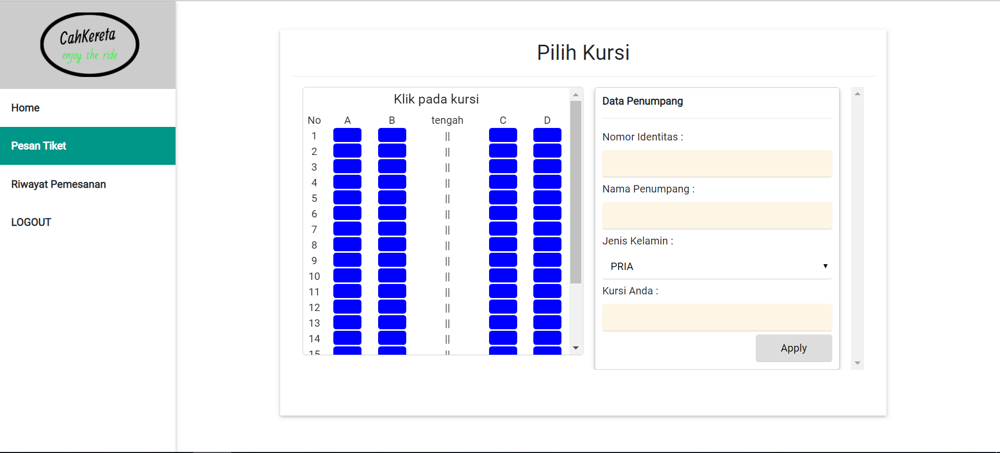 CahKereta
enjoy the ride
Home
Pesan Tiket
Riwayat Pemesanan
LOGOUT
Pilih Kursi
Klik pada kursi
No A B tengah C D
1 ||
2 ||
3 ||
4 ||
5 ||
6 ||
7 ||
8 ||
9 ||
10 ||
11 ||
12 ||
13 ||
14 ||
15 ||
Data Penumpang
Nomor Identitas :
Nama Penumpang :
Jenis Kelamin :
PRIA
Kursi Anda :
Apply